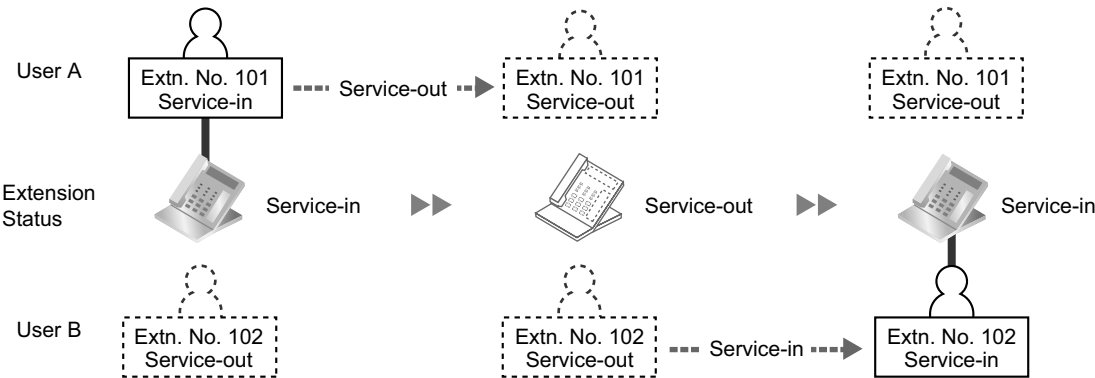 User A
Extn. No. 101
Service-in
Service-out
Extn. No. 101
Service-out
Extn. No. 101
Service-out
Extension
Status
Service-in
Service-out
Service-in
User B
Extn. No. 102
Service-out
Extn. No. 102
Service-out
Service-in
Extn. No. 102
Service-in